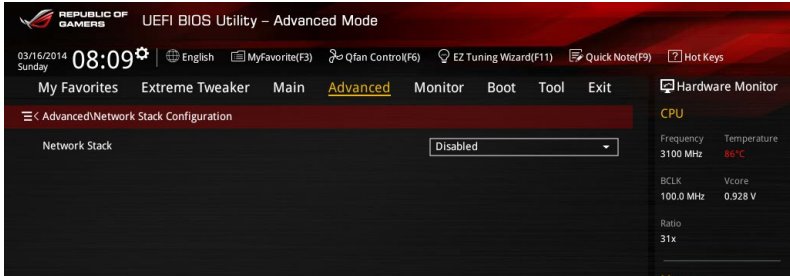 REPUBLIC OF
GAMERS
UEFI BIOS Utility – Advanced Mode
03/16/2014
Sunday
08:09
English
MyFavorite(F3)
Qfan Control(F6)
EZ Tuning Wizard(F11)
Quick Note(F9)
? Hot Keys
My Favorites Extreme Tweaker Main Advanced Monitor Boot Tool Exit
Hardware Monitor
< Advanced\Network Stack Configuration
Network Stack Disabled
CPU
Frequency Temperature
3100 MHz 86°C
BCLK Vcore
100.0 MHz 0.928 V
Ratio
31x